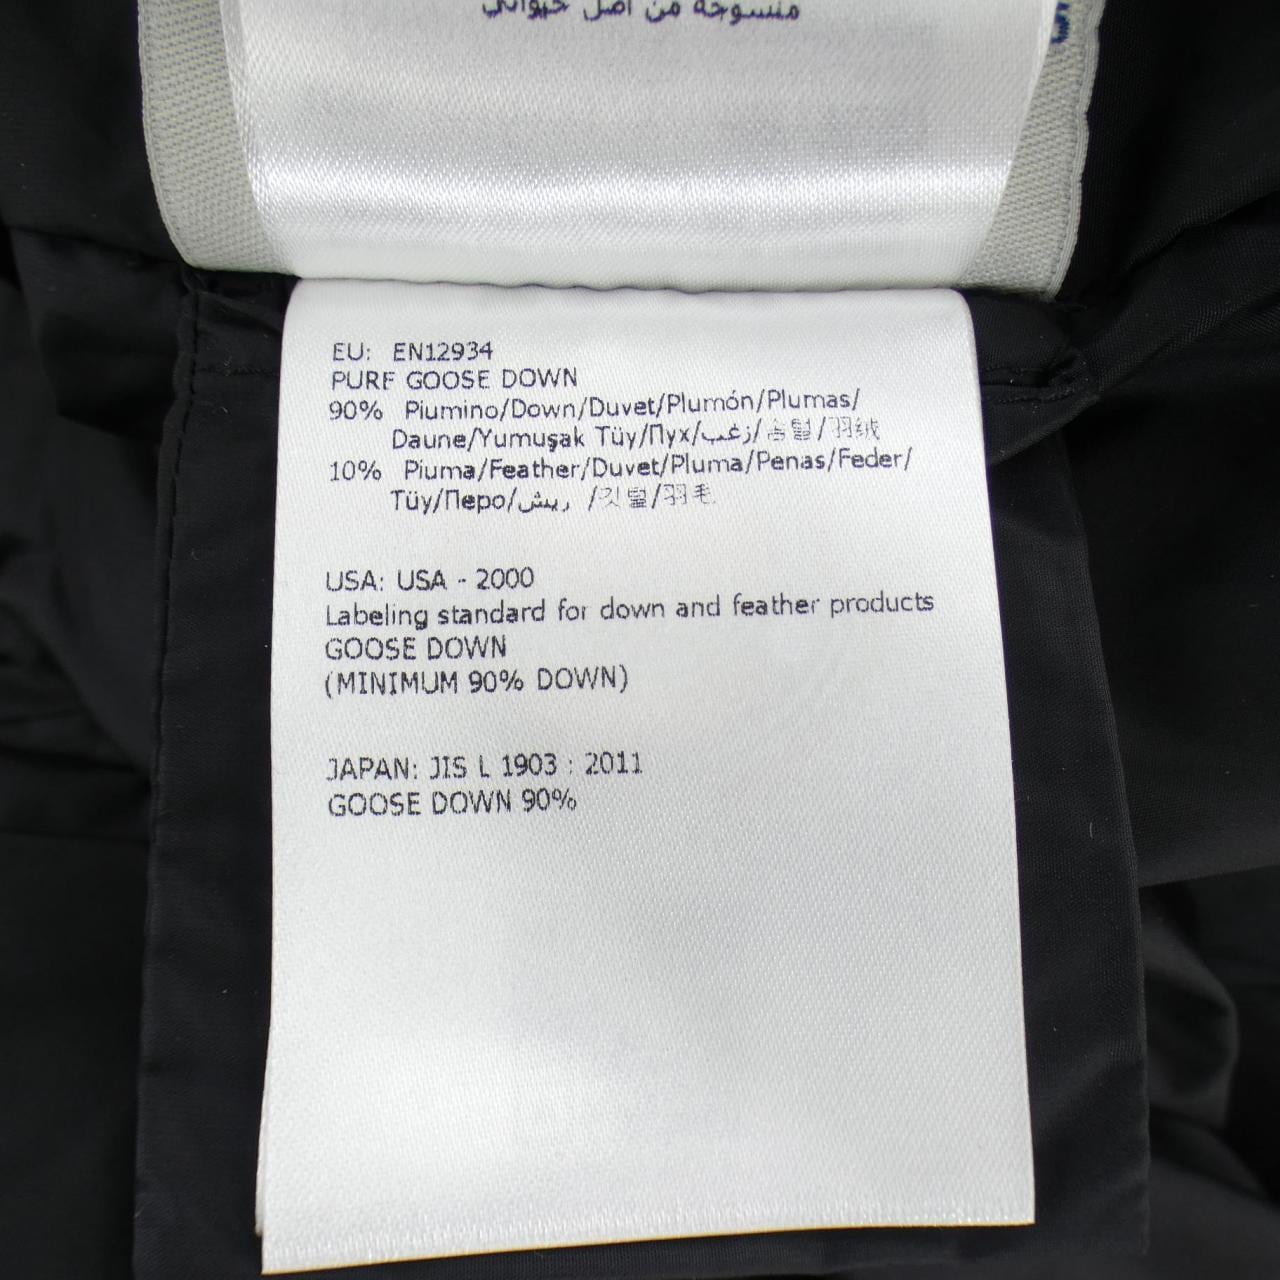 منسوجة من أصل حيواني
EU: EN12934
PURE GOOSE DOWN
90% Piumino/Down/Duvet/Plumón/Plumas/
Daune/Yumuşak Tüy/Пух/زغب/솜털/羽绒
10% Piuma/Feather/Duvet/Pluma/Penas/Feder/
Tüy/Перо/ريش /깃털/羽毛
USA: USA - 2000
Labeling standard for down and feather products
GOOSE DOWN
(MINIMUM 90% DOWN)
JAPAN: JIS L 1903 : 2011
GOOSE DOWN 90%